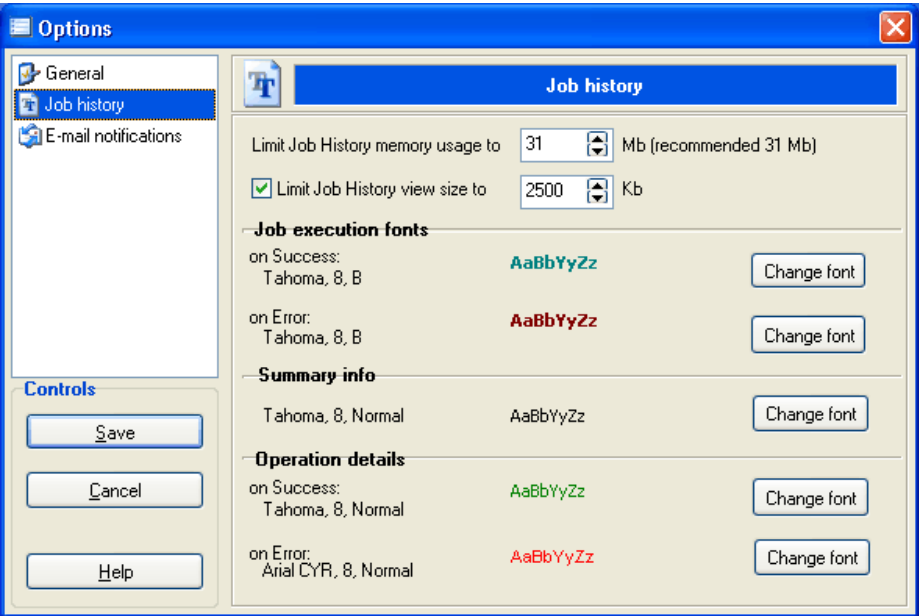 Options
General
Job history
E-mail notifications
Controls
Save
Cancel
Help
Job history
Limit Job History memory usage to 31 Mb (recommended 31 Mb)
Limit Job History view size to 2500 Kb
Job execution fonts
on Success:
Tahoma, 8, B AaBbYyZz Change font
on Error:
Tahoma, 8, B AaBbYyZz Change font
Summary info
Tahoma, 8, Normal AaBbYyZz Change font
Operation details
on Success:
Tahoma, 8, Normal AaBbYyZz Change font
on Error:
Arial CYR, 8, Normal AaBbYyZz Change font